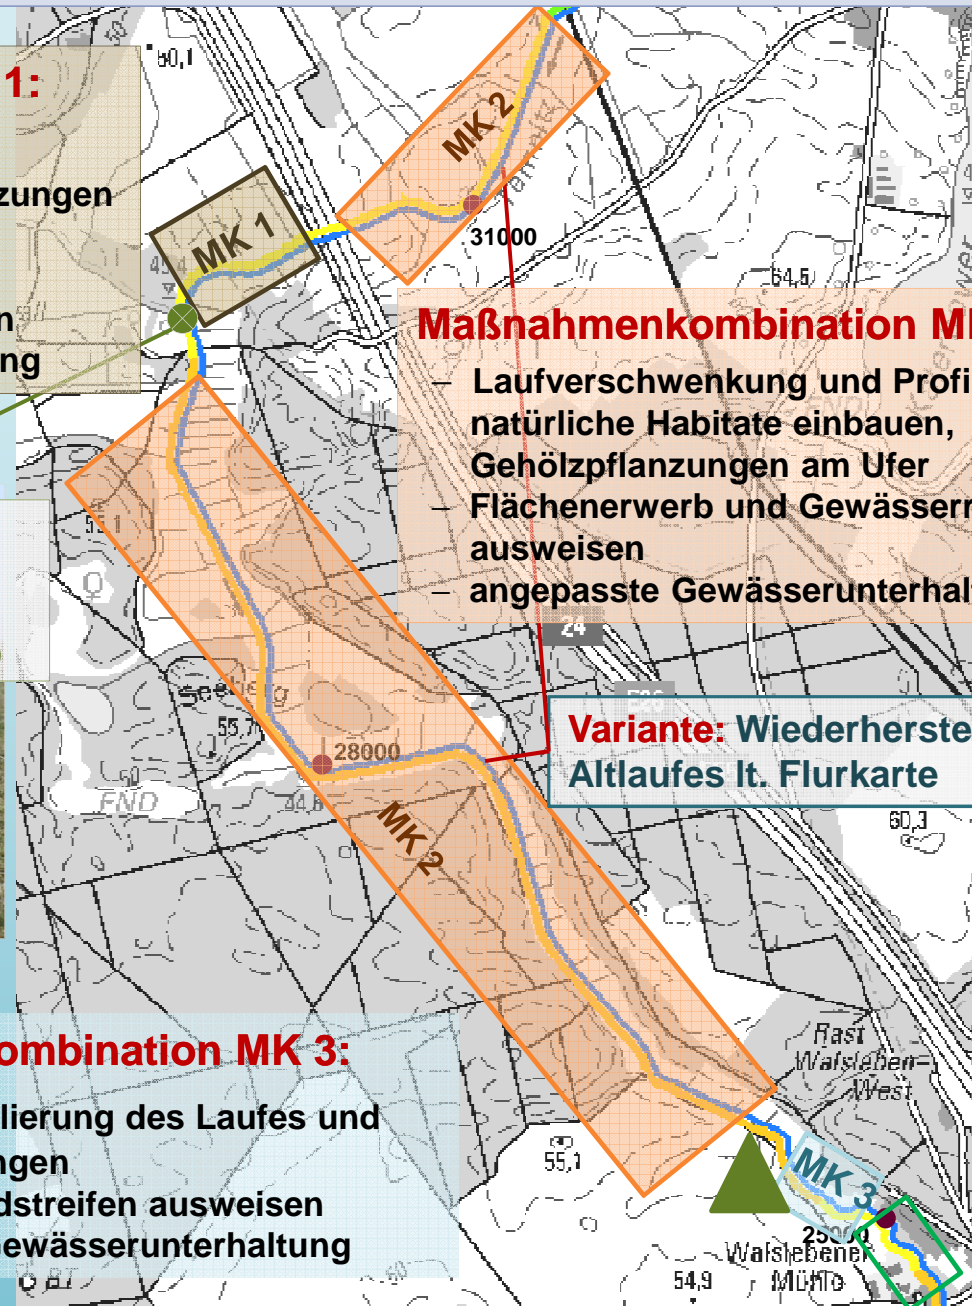 50,1
1:
zungen
n
ng
MK 2
MK 1
31000
54,5
Maßnahmenkombination M
– Laufverschwenkung und Profi
natürliche Habitate einbauen,
Gehölzpflanzungen am Ufer
– Flächenerwerb und Gewässer
ausweisen
– angepasste Gewässerunterhal
24
Variante: Wiederherste
Altlaufes lt. Flurkarte
55,7
28000
FND
MK 2
60,3
ombination MK 3:
lierung des Laufes und
ngen
dstreifen ausweisen
ewässerunterhaltung
Rast
Walsleben-
West
55,1
MK 3
Walslebener
Mühle
54,9